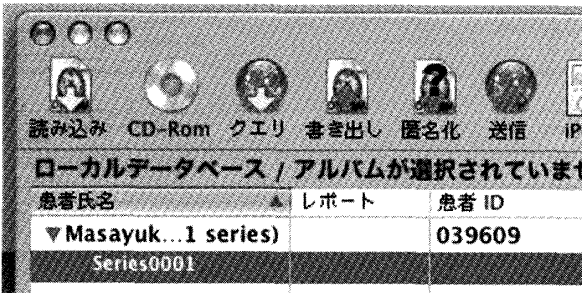 読み込み CD-Rom クエリ 書き出し 匿名化 送信 iP
ローカルデータベース / アルバムが選択されていませ
患者氏名 レポート 患者 ID
Masayuk...1 series) 039609
Series0001